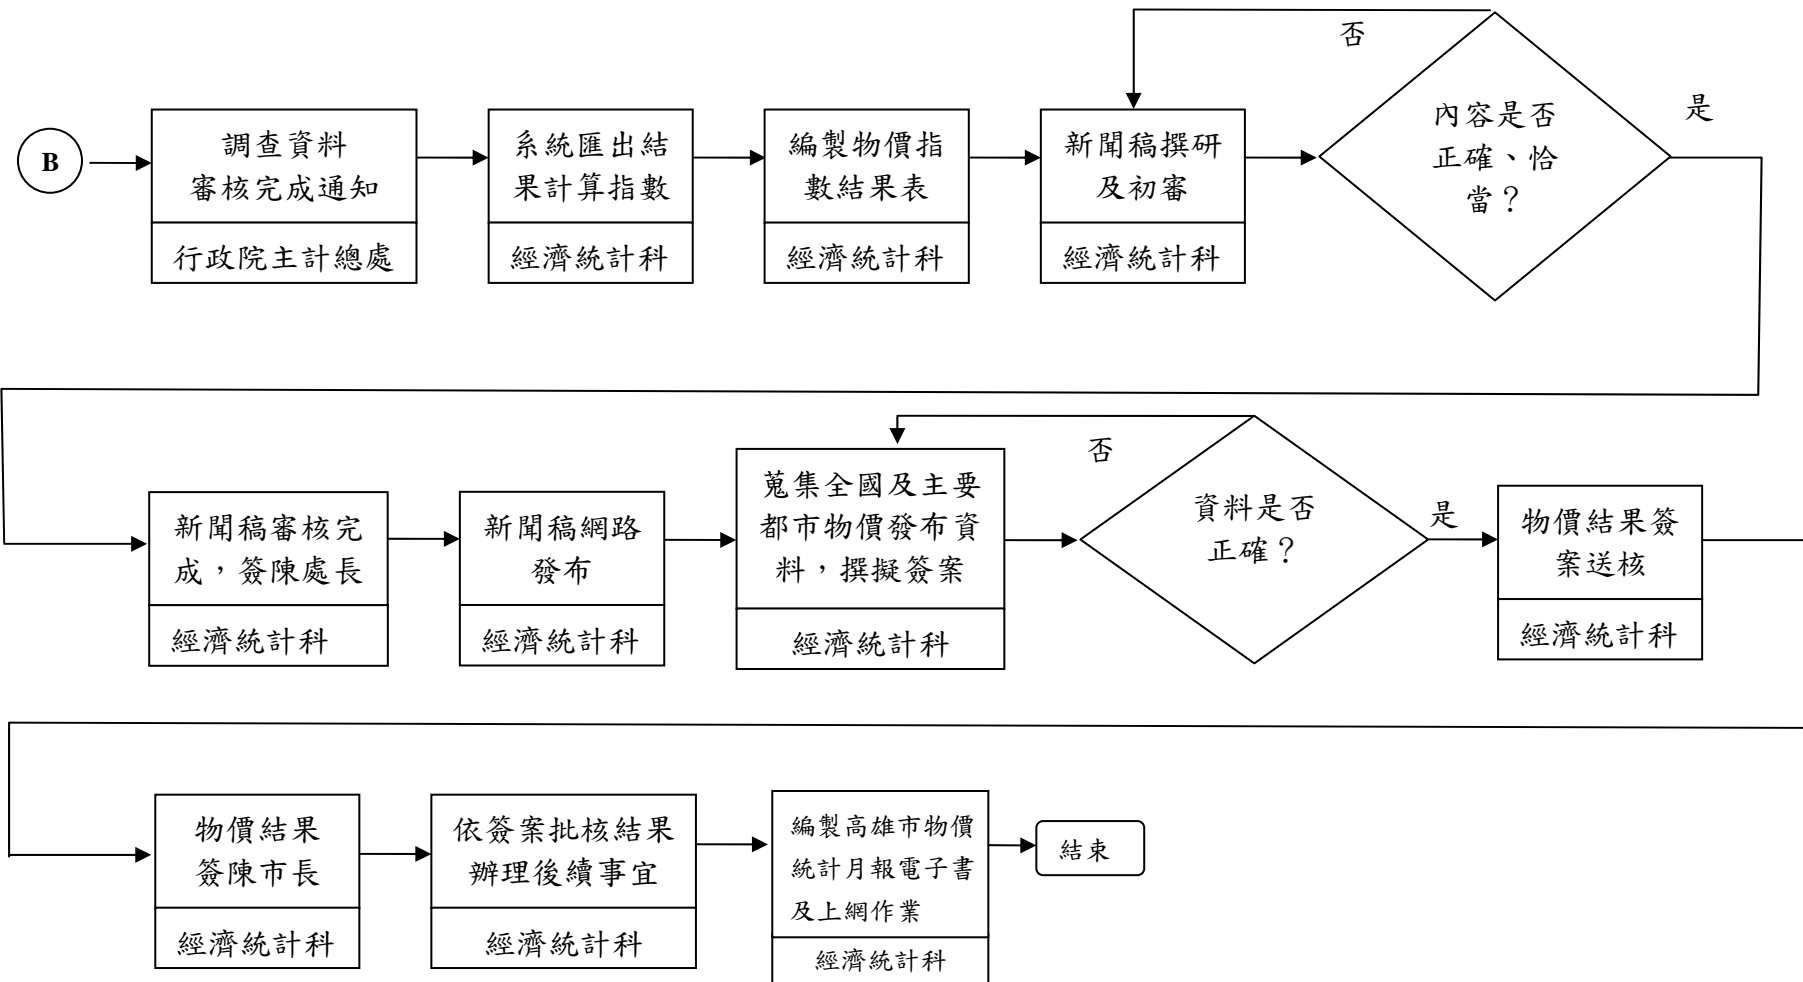 B
調查資料
審核完成通知
行政院主計總處
系統匯出結
果計算指數
經濟統計科
編製物價指
數結果表
經濟統計科
新聞稿撰研
及初審
經濟統計科
否
內容是否
正確、恰
當？
是
新聞稿審核完
成，簽陳處長
經濟統計科
新聞稿網路
發布
經濟統計科
蒐集全國及主要
都市物價發布資
料，撰擬簽案
經濟統計科
否
資料是否
正確？
是
物價結果簽
案送核
經濟統計科
物價結果
簽陳市長
經濟統計科
依簽案批核結果
辦理後續事宜
經濟統計科
編製高雄市物價
統計月報電子書
及上網作業
經濟統計科
結束